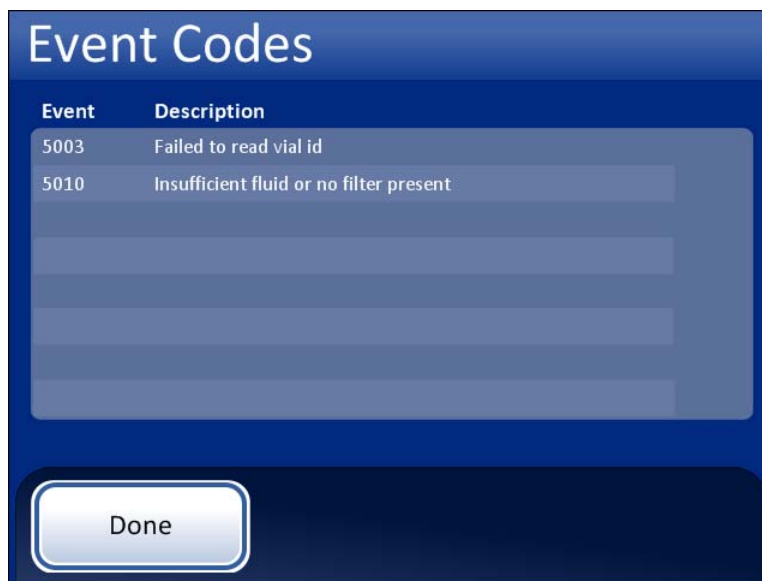 Event Codes
Event Description
5003 Failed to read vial id
5010 Insufficient fluid or no filter present
Done